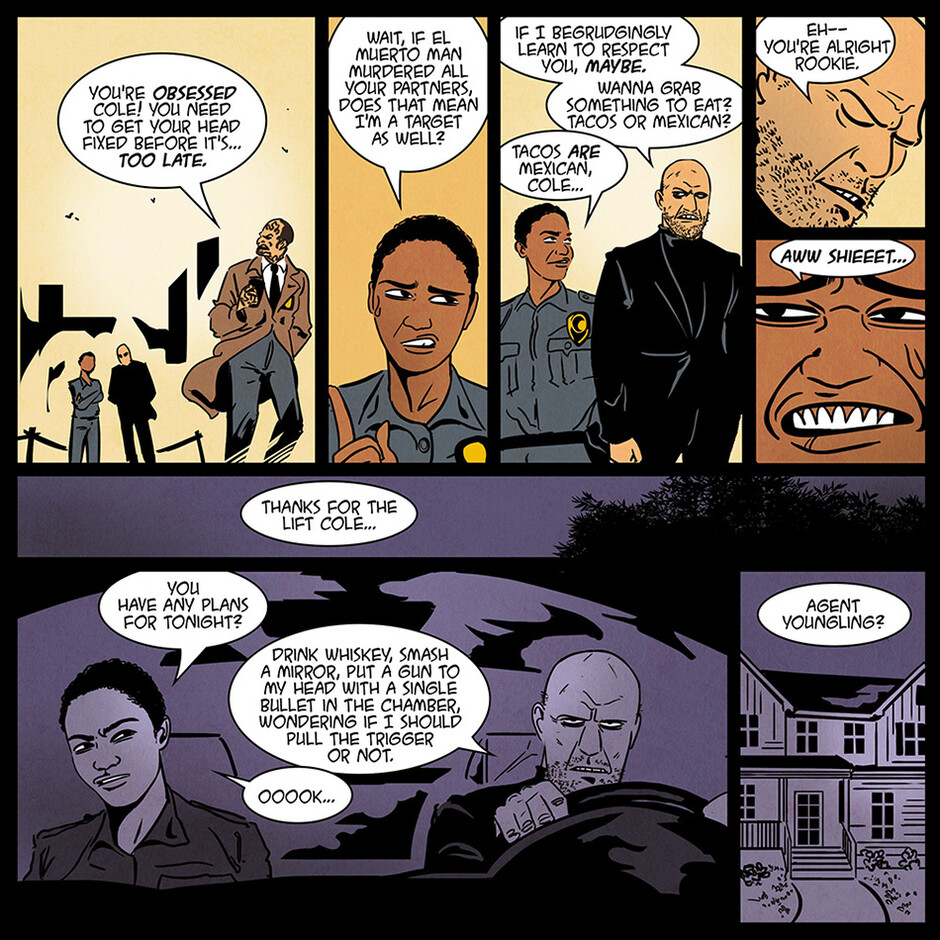 YOU'RE OBSESSED
COLE! YOU NEED
TO GET YOUR HEAD
FIXED BEFORE IT'S...
TOO LATE.
WAIT, IF EL
MUERTO MAN
MURDERED ALL
YOUR PARTNERS,
DOES THAT MEAN
I'M A TARGET
AS WELL?
IF I BEGRUDGINGLY
LEARN TO RESPECT
YOU, MAYBE.
WANNA GRAB
SOMETHING TO EAT?
TACOS OR MEXICAN?
TACOS ARE
MEXICAN,
COLE...
EH--
YOU'RE ALRIGHT
ROOKIE.
AWW SHIEEET...
THANKS FOR THE
LIFT COLE...
YOU
HAVE ANY PLANS
FOR TONIGHT?
DRINK WHISKEY, SMASH
A MIRROR, PUT A GUN TO
MY HEAD WITH A SINGLE
BULLET IN THE CHAMBER,
WONDERING IF I SHOULD
PULL THE TRIGGER
OR NOT.
OOOOK...
AGENT
YOUNGLING?